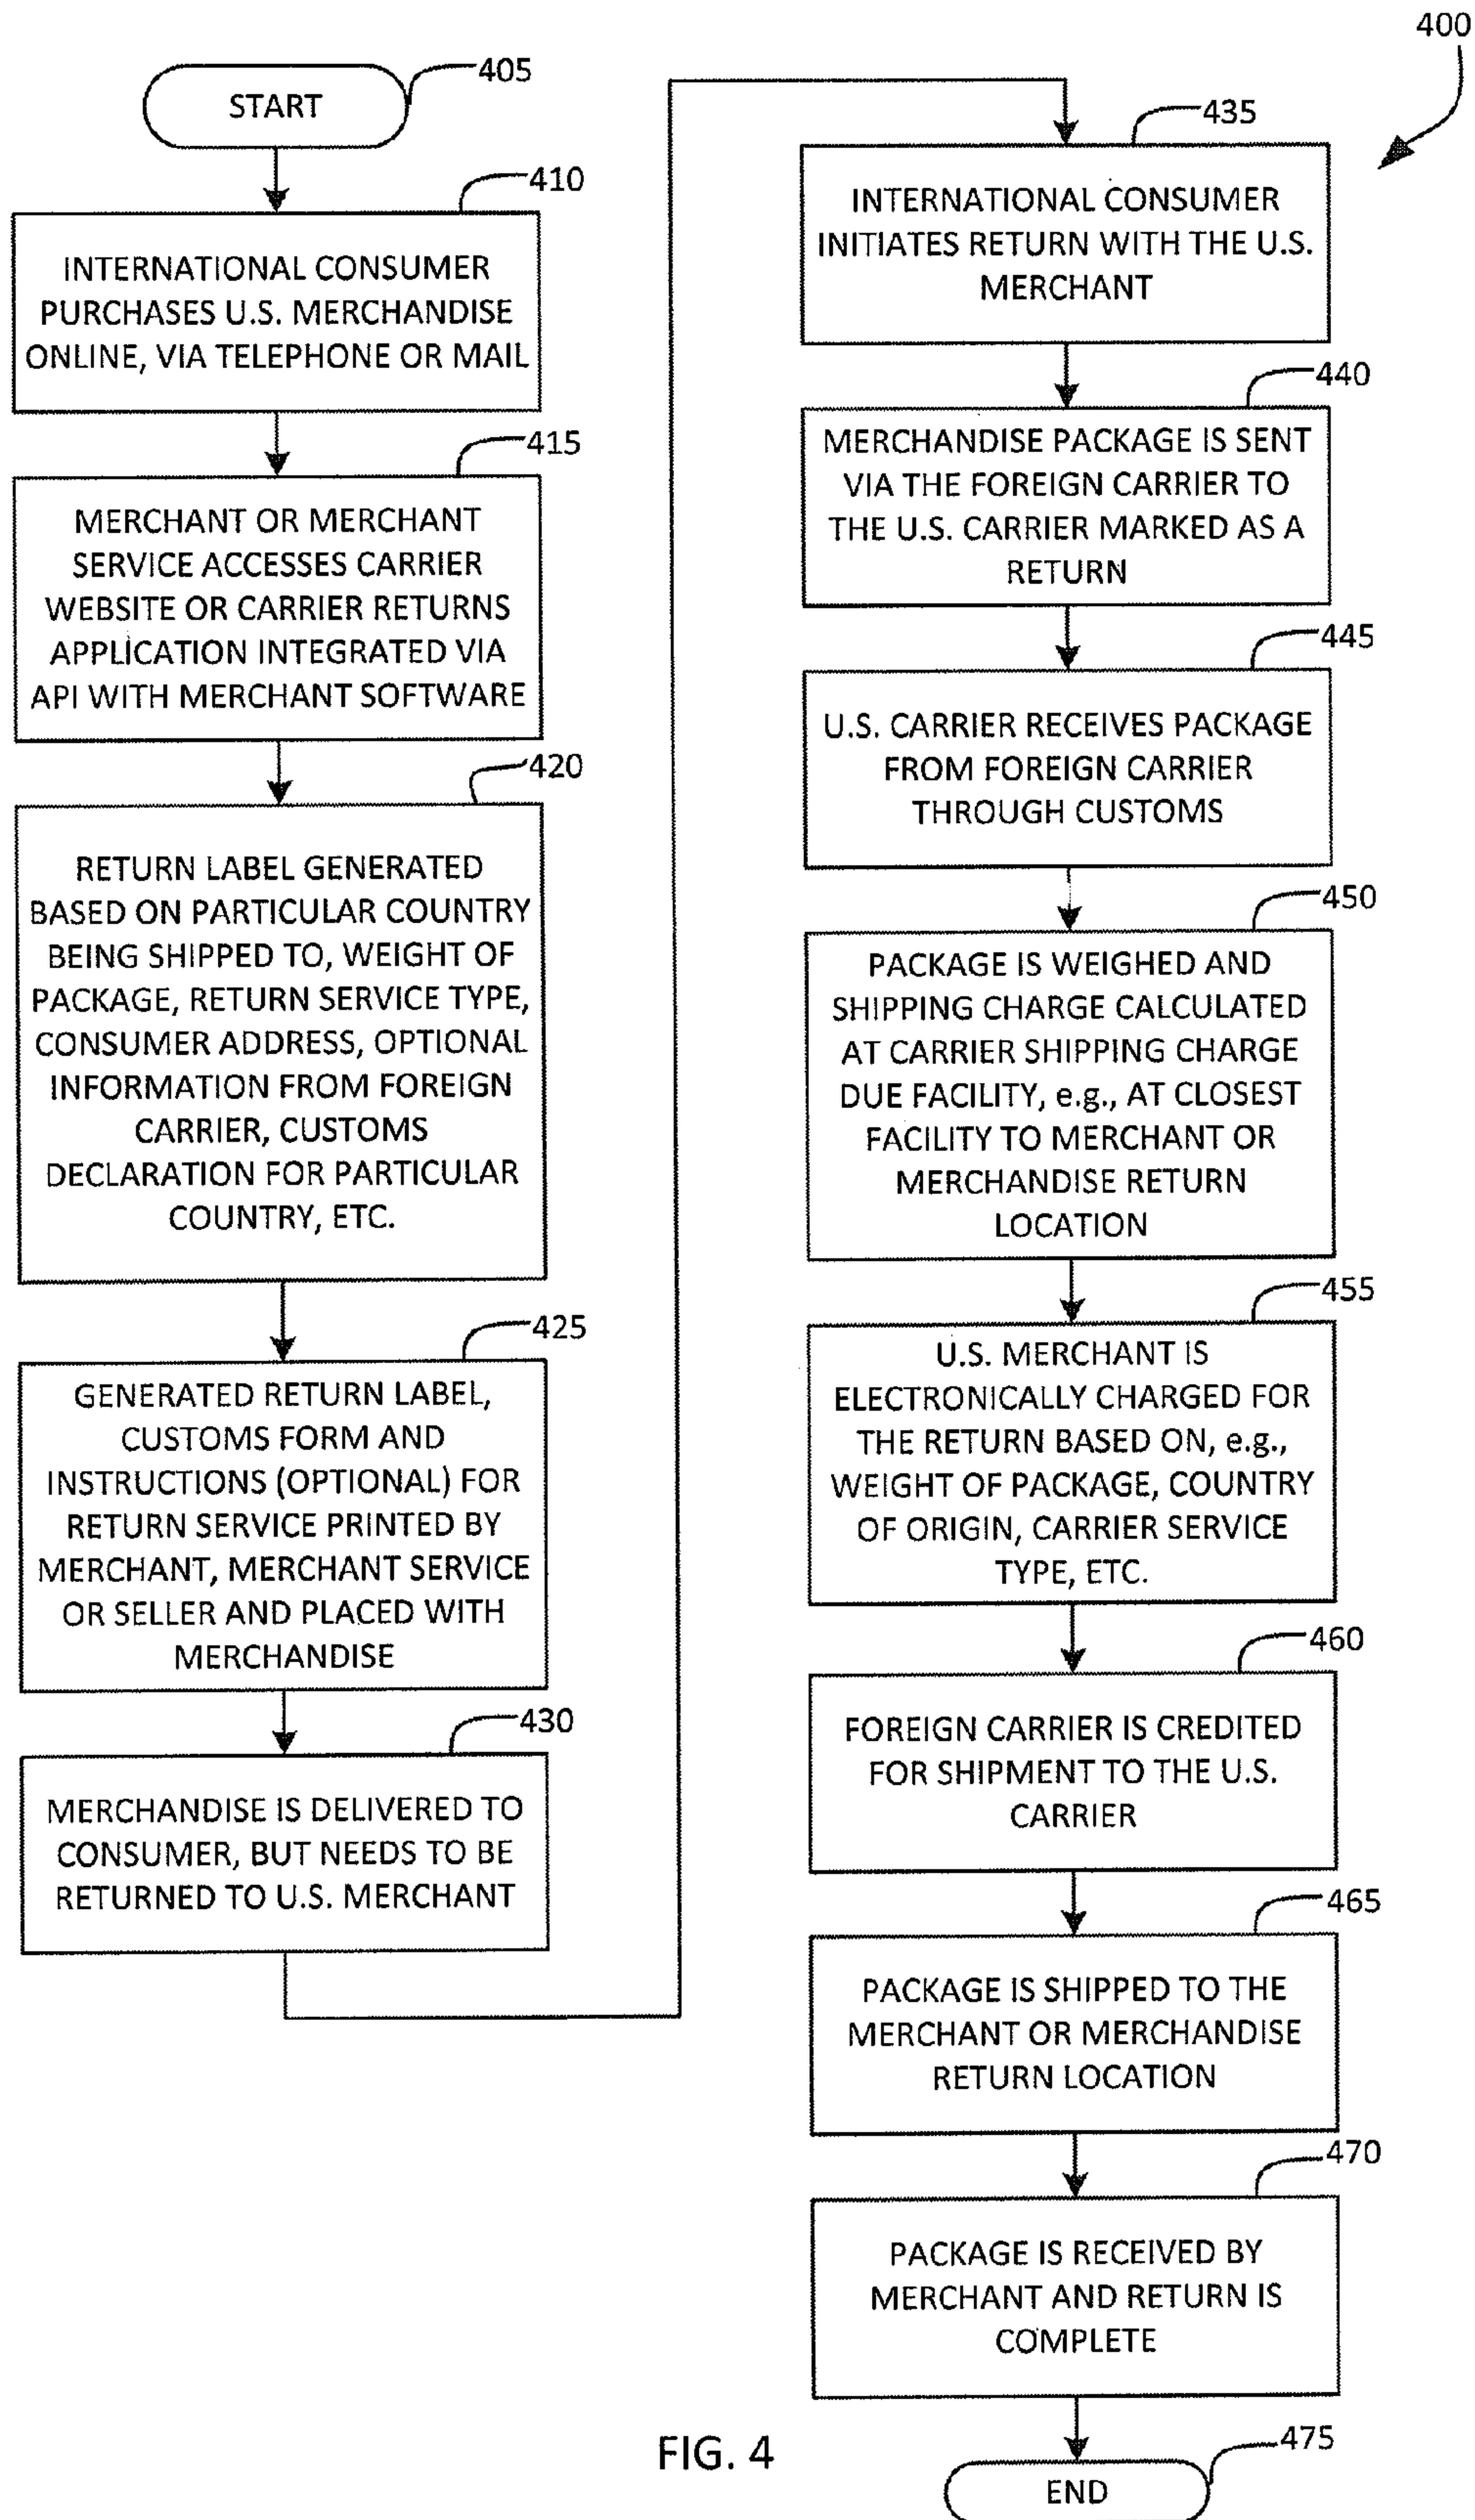 400
START
405
410
INTERNATIONAL CONSUMER
PURCHASES U.S. MERCHANDISE
ONLINE, VIA TELEPHONE OR MAIL
415
MERCHANT OR MERCHANT
SERVICE ACCESSES CARRIER
WEBSITE OR CARRIER RETURNS
APPLICATION INTEGRATED VIA
API WITH MERCHANT SOFTWARE
420
RETURN LABEL GENERATED
BASED ON PARTICULAR COUNTRY
BEING SHIPPED TO, WEIGHT OF
PACKAGE, RETURN SERVICE TYPE,
CONSUMER ADDRESS, OPTIONAL
INFORMATION FROM FOREIGN
CARRIER, CUSTOMS
DECLARATION FOR PARTICULAR
COUNTRY, ETC.
425
GENERATED RETURN LABEL,
CUSTOMS FORM AND
INSTRUCTIONS (OPTIONAL) FOR
RETURN SERVICE PRINTED BY
MERCHANT, MERCHANT SERVICE
OR SELLER AND PLACED WITH
MERCHANDISE
430
MERCHANDISE IS DELIVERED TO
CONSUMER, BUT NEEDS TO BE
RETURNED TO U.S. MERCHANT
435
INTERNATIONAL CONSUMER
INITIATES RETURN WITH THE U.S.
MERCHANT
440
MERCHANDISE PACKAGE IS SENT
VIA THE FOREIGN CARRIER TO
THE U.S. CARRIER MARKED AS A
RETURN
445
U.S. CARRIER RECEIVES PACKAGE
FROM FOREIGN CARRIER
THROUGH CUSTOMS
450
PACKAGE IS WEIGHED AND
SHIPPING CHARGE CALCULATED
AT CARRIER SHIPPING CHARGE
DUE FACILITY, e.g., AT CLOSEST
FACILITY TO MERCHANT OR
MERCHANDISE RETURN
LOCATION
455
U.S. MERCHANT IS
ELECTRONICALLY CHARGED FOR
THE RETURN BASED ON, e.g.,
WEIGHT OF PACKAGE, COUNTRY
OF ORIGIN, CARRIER SERVICE
TYPE, ETC.
460
FOREIGN CARRIER IS CREDITED
FOR SHIPMENT TO THE U.S.
CARRIER
465
PACKAGE IS SHIPPED TO THE
MERCHANT OR MERCHANDISE
RETURN LOCATION
470
PACKAGE IS RECEIVED BY
MERCHANT AND RETURN IS
COMPLETE
475
END
FIG. 4